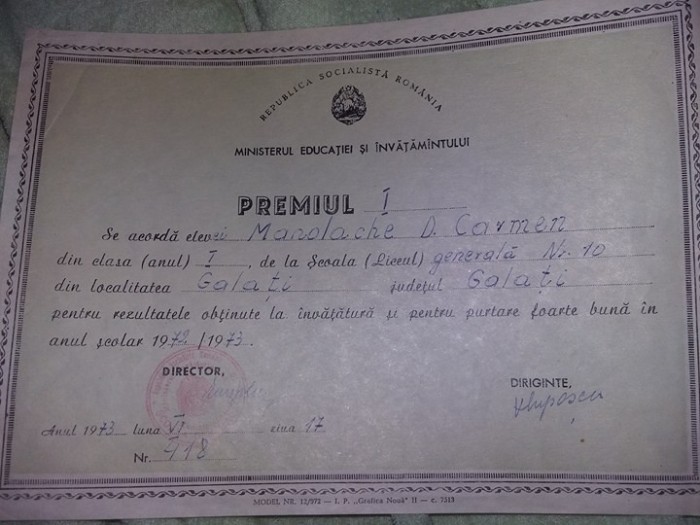 REPUBLICA SOCIALISTĂ ROMÂNIA
MINISTERUL EDUCAȚIEI ȘI ÎNVĂȚĂMÎNTULUI
PREMIUL I
Se acordă elevei Manolache D. Carmen
din clasa (anul) I, de la Școala (Liceul) generală Nr. 10
din localitatea Galați județul Galați
pentru rezultatele obținute la învățătură și pentru purtare foarte bună în
anul școlar 1972/1973.
DIRECTOR,
DIRIGINTE,
Anul 1973 luna VI ziua 17
Nr. 718
MODEL NR. 12/972 — I. P. „Grafica Nouă" II — c. 1313